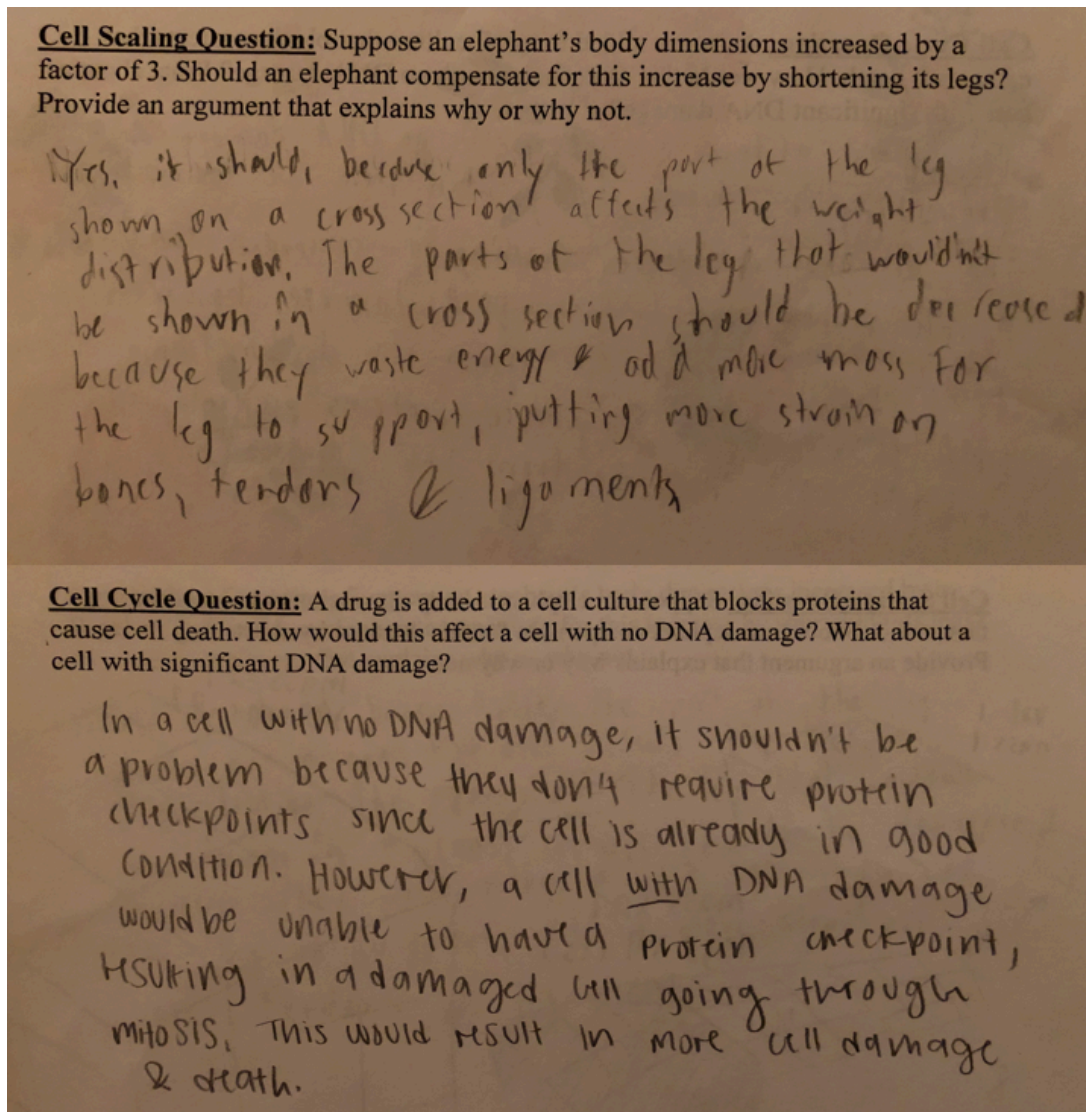 Cell Scaling Question: Suppose an elephant's body dimensions increased by a
factor of 3. Should an elephant compensate for this increase by shortening its legs?
Provide an argument that explains why or why not.
Yes, it should, because only the part of the leg
shown on a cross section affects the weight
distribution. The parts of the leg that wouldn't
be shown in a cross section should be decreased
because they waste energy & add more mass for
the leg to support, putting more strain on
bones, tendons & ligaments
Cell Cycle Question: A drug is added to a cell culture that blocks proteins that
cause cell death. How would this affect a cell with no DNA damage? What about a
cell with significant DNA damage?
In a cell with no DNA damage, it shouldn't be
a problem because they don't require protein
checkpoints since the cell is already in good
condition. However, a cell with DNA damage
would be unable to have a protein checkpoint,
resulting in a damaged cell going through
mitosis. This would result in more cell damage
& death.